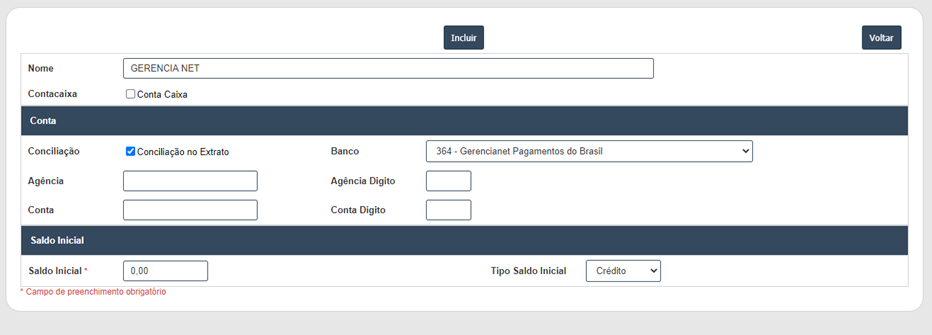 Incluir
Voltar
Nome GERENCIA NET
Contacaixa Conta Caixa
Conta
Conciliação Conciliação no Extrato Banco 364 - Gerencianet Pagamentos do Brasil
Agência Agência Digito
Conta Conta Digito
Saldo Inicial
Saldo Inicial * 0,00 Tipo Saldo Inicial Crédito
* Campo de preenchimento obrigatório